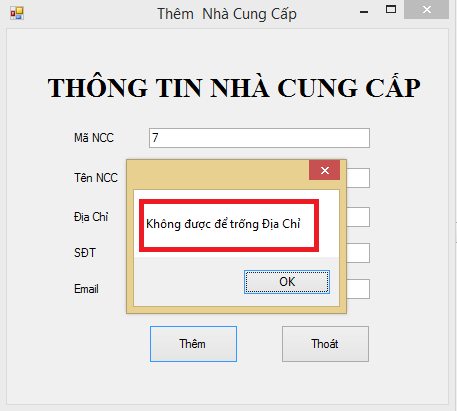 Thêm Nhà Cung Cấp
THÔNG TIN NHÀ CUNG CẤP
Mã NCC 7
Tên NCC
Địa Chỉ
Không được để trống Địa Chỉ
SĐT
OK
Email
Thêm Thoát